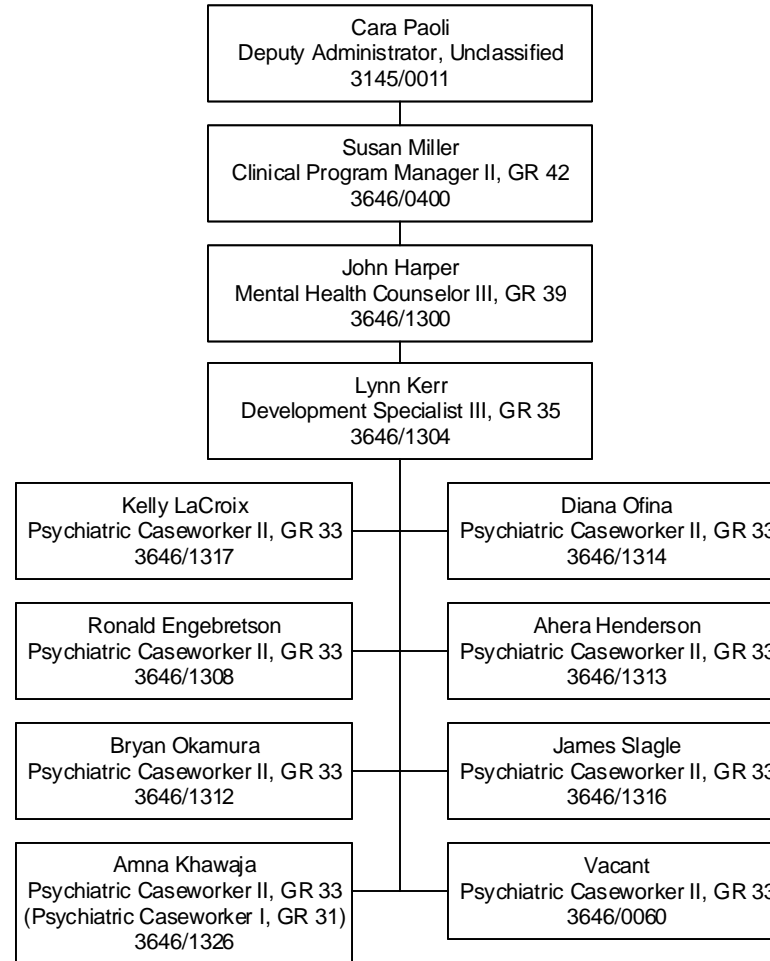 Cara Paoli
Deputy Administrator, Unclassified
3145/0011
Susan Miller
Clinical Program Manager II, GR 42
3646/0400
John Harper
Mental Health Counselor III, GR 39
3646/1300
Lynn Kerr
Development Specialist III, GR 35
3646/1304
Kelly LaCroix
Psychiatric Caseworker II, GR 33
3646/1317
Diana Ofina
Psychiatric Caseworker II, GR 33
3646/1314
Ronald Engebretson
Psychiatric Caseworker II, GR 33
3646/1308
Ahera Henderson
Psychiatric Caseworker II, GR 33
3646/1313
Bryan Okamura
Psychiatric Caseworker II, GR 33
3646/1312
James Slagle
Psychiatric Caseworker II, GR 33
3646/1316
Amna Khawaja
Psychiatric Caseworker II, GR 33
(Psychiatric Caseworker I, GR 31)
3646/1326
Vacant
Psychiatric Caseworker II, GR 33
3646/0060